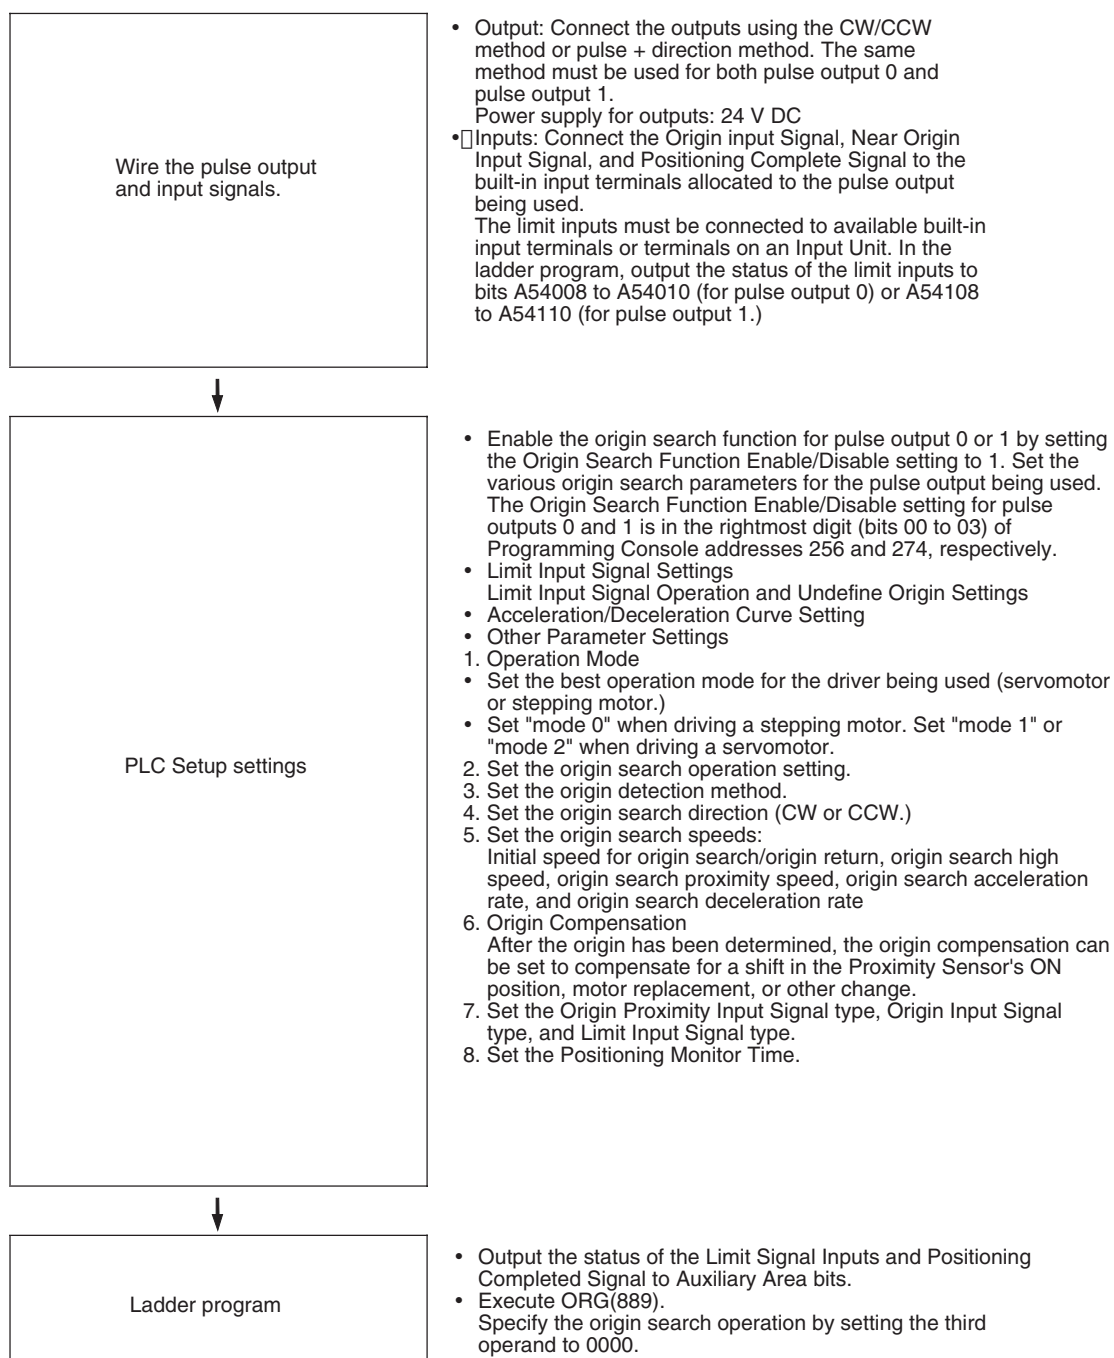 Wire the pulse output
and input signals.
• Output: Connect the outputs using the CW/CCW
method or pulse + direction method. The same
method must be used for both pulse output 0 and
pulse output 1.
Power supply for outputs: 24 V DC
•▯Inputs: Connect the Origin input Signal, Near Origin
Input Signal, and Positioning Complete Signal to the
built-in input terminals allocated to the pulse output
being used.
The limit inputs must be connected to available built-in
input terminals or terminals on an Input Unit. In the
ladder program, output the status of the limit inputs to
bits A54008 to A54010 (for pulse output 0) or A54108
to A54110 (for pulse output 1.)
PLC Setup settings
• Enable the origin search function for pulse output 0 or 1 by setting
the Origin Search Function Enable/Disable setting to 1. Set the
various origin search parameters for the pulse output being used.
The Origin Search Function Enable/Disable setting for pulse
outputs 0 and 1 is in the rightmost digit (bits 00 to 03) of
Programming Console addresses 256 and 274, respectively.
• Limit Input Signal Settings
Limit Input Signal Operation and Undefine Origin Settings
• Acceleration/Deceleration Curve Setting
• Other Parameter Settings
1. Operation Mode
• Set the best operation mode for the driver being used (servomotor
or stepping motor.)
• Set "mode 0" when driving a stepping motor. Set "mode 1" or
"mode 2" when driving a servomotor.
2. Set the origin search operation setting.
3. Set the origin detection method.
4. Set the origin search direction (CW or CCW.)
5. Set the origin search speeds:
Initial speed for origin search/origin return, origin search high
speed, origin search proximity speed, origin search acceleration
rate, and origin search deceleration rate
6. Origin Compensation
After the origin has been determined, the origin compensation can
be set to compensate for a shift in the Proximity Sensor's ON
position, motor replacement, or other change.
7. Set the Origin Proximity Input Signal type, Origin Input Signal
type, and Limit Input Signal type.
8. Set the Positioning Monitor Time.
Ladder program
• Output the status of the Limit Signal Inputs and Positioning
Completed Signal to Auxiliary Area bits.
• Execute ORG(889).
Specify the origin search operation by setting the third
operand to 0000.